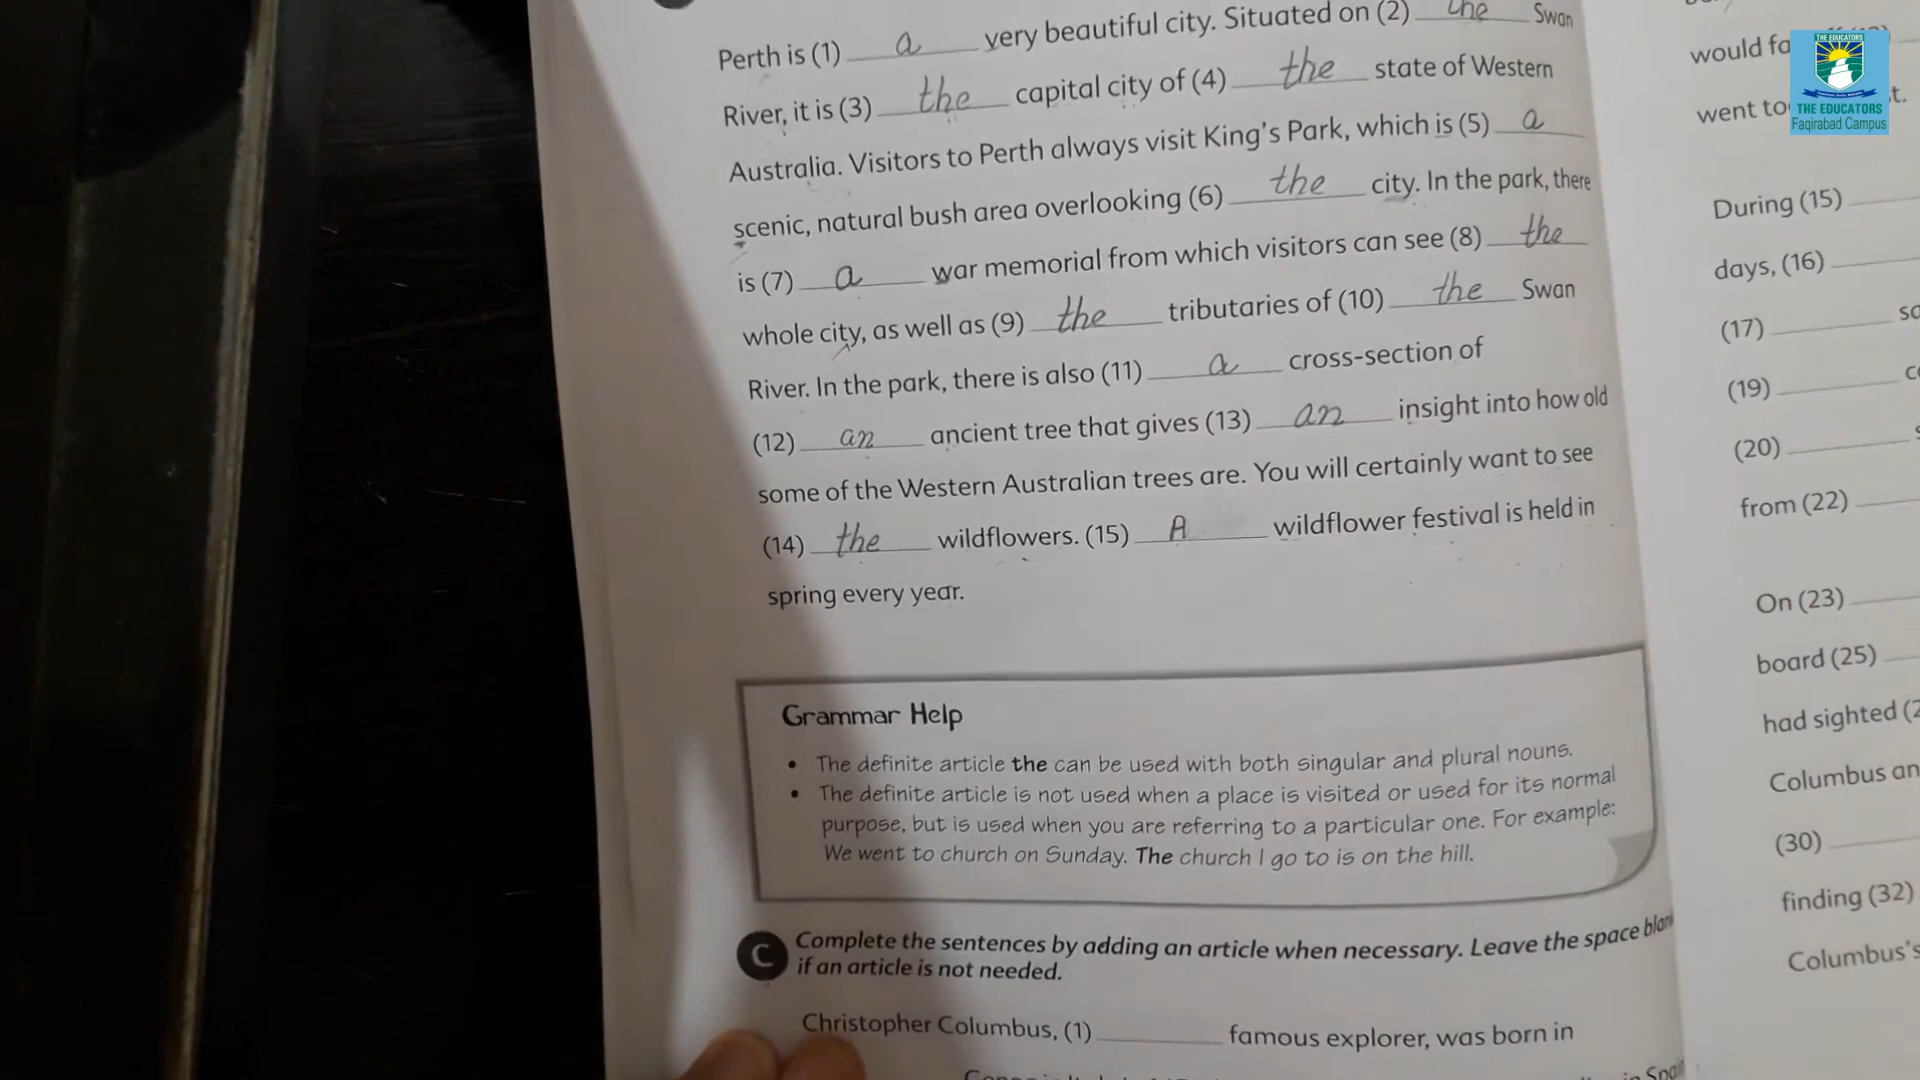 Perth is (1) a very beautiful city. Situated on (2) the Swan
River, it is (3) the capital city of (4) the state of Western
Australia. Visitors to Perth always visit King's Park, which is (5) a
scenic, natural bush area overlooking (6) the city. In the park, there
is (7) a war memorial from which visitors can see (8) the
whole city, as well as (9) the tributaries of (10) the Swan
River. In the park, there is also (11) a cross-section of
(12) an ancient tree that gives (13) an insight into how old
some of the Western Australian trees are. You will certainly want to see
(14) the wildflowers. (15) A wildflower festival is held in
spring every year.
Grammar Help
• The definite article the can be used with both singular and plural nouns.
• The definite article is not used when a place is visited or used for its normal
purpose, but is used when you are referring to a particular one. For example:
We went to church on Sunday. The church I go to is on the hill.
C Complete the sentences by adding an article when necessary. Leave the space blank
if an article is not needed.
Christopher Columbus, (1) famous explorer, was born in
would
went to
During (15)
days, (16)
(17)
(19)
(20)
from (22)
On (23)
board (25)
had sighted
Columbus
(30)
finding (32)
Columbus's
THE EDUCATORS
THE EDUCATORS
Faqirabad Campus